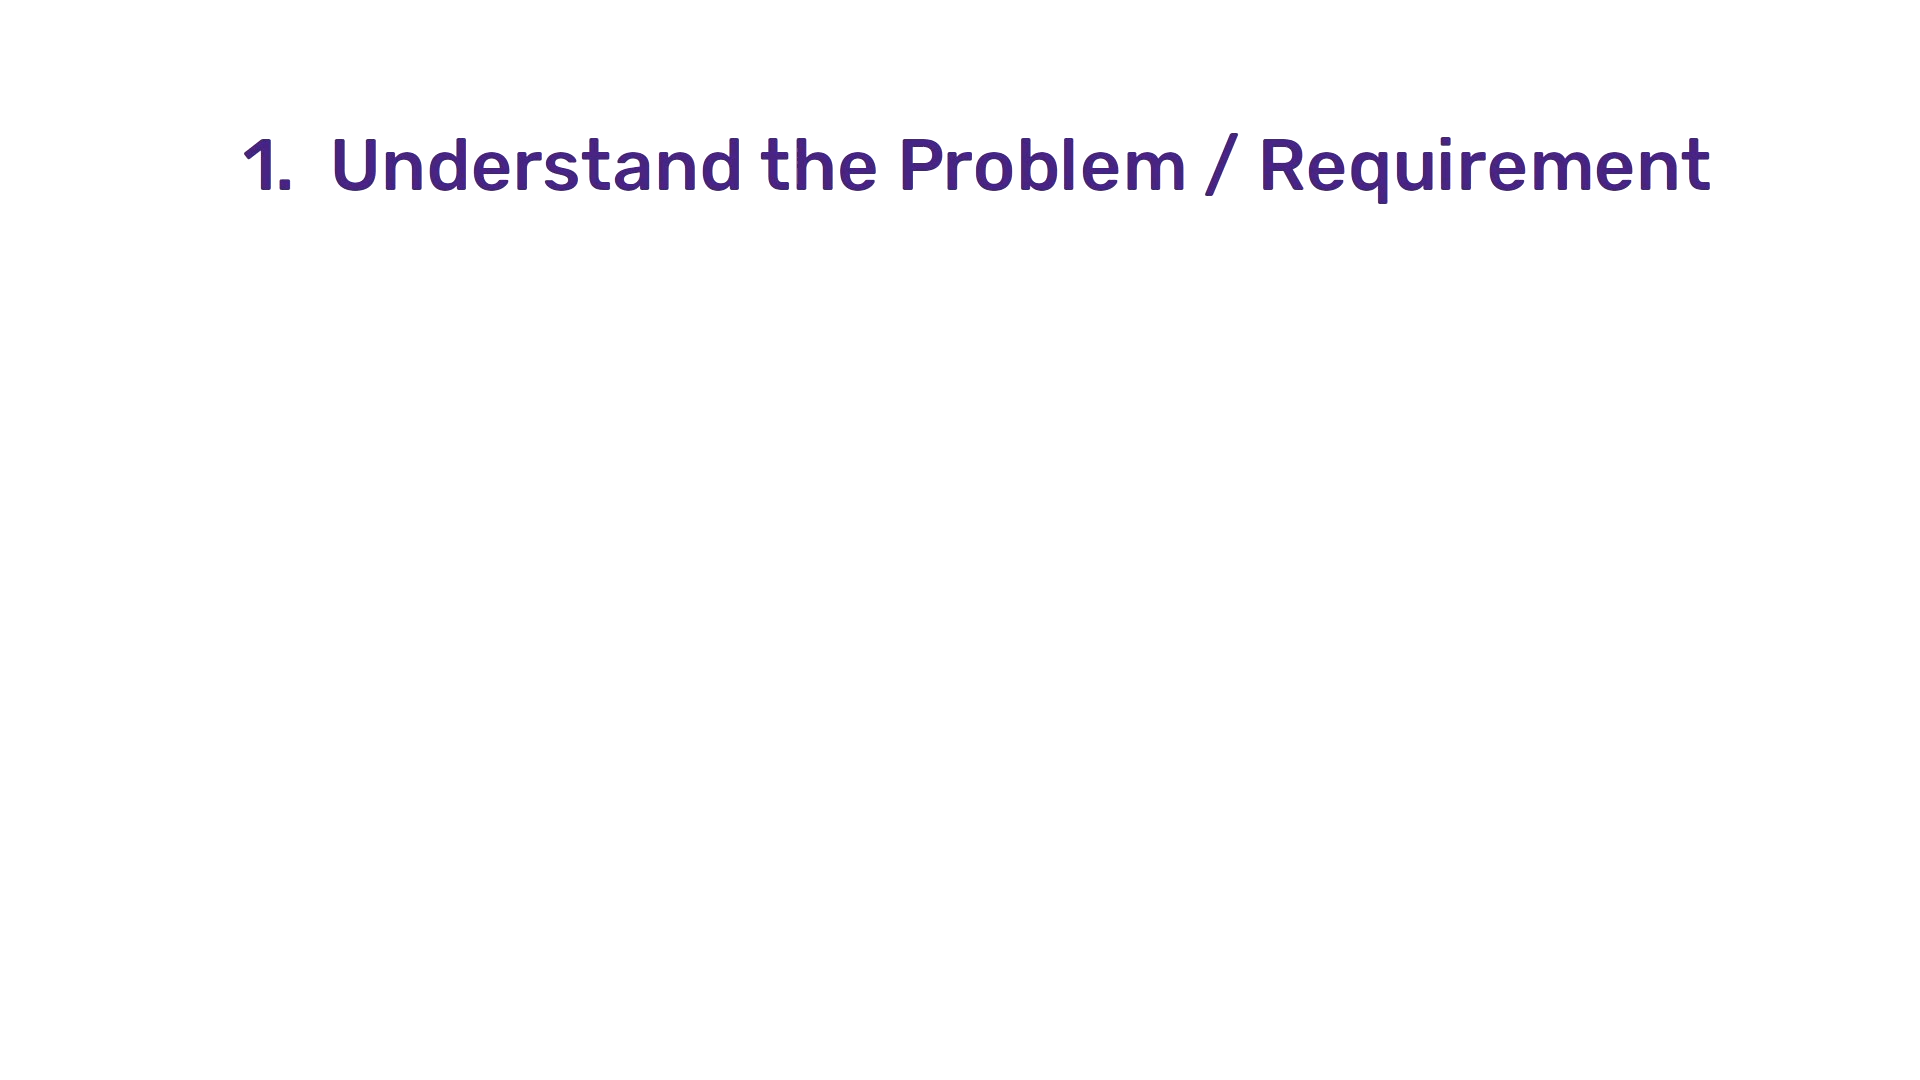 1. Understand the Problem / Requirement